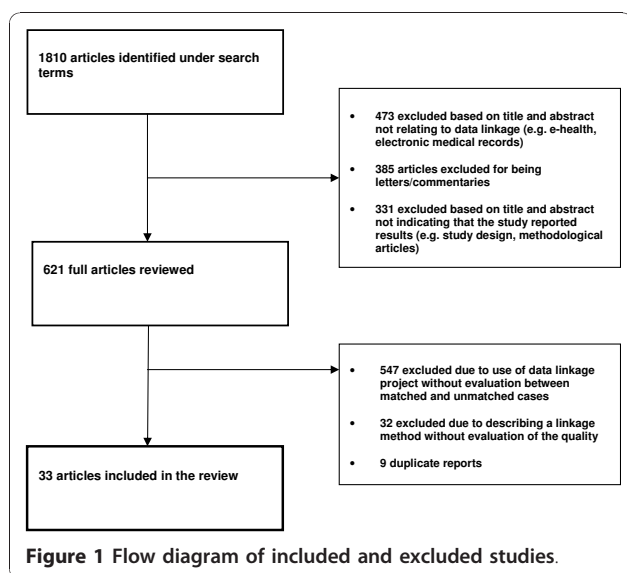 1810 articles identified under search
terms
• 473 excluded based on title and abstract
not relating to data linkage (e.g. e-health,
electronic medical records)
• 385 articles excluded for being
letters/commentaries
• 331 excluded based on title and abstract
not indicating that the study reported
results (e.g. study design, methodological
articles)
621 full articles reviewed
• 547 excluded due to use of data linkage
project without evaluation between
matched and unmatched cases
• 32 excluded due to describing a linkage
method without evaluation of the quality
• 9 duplicate reports
33 articles included in the review
Figure 1 Flow diagram of included and excluded studies.